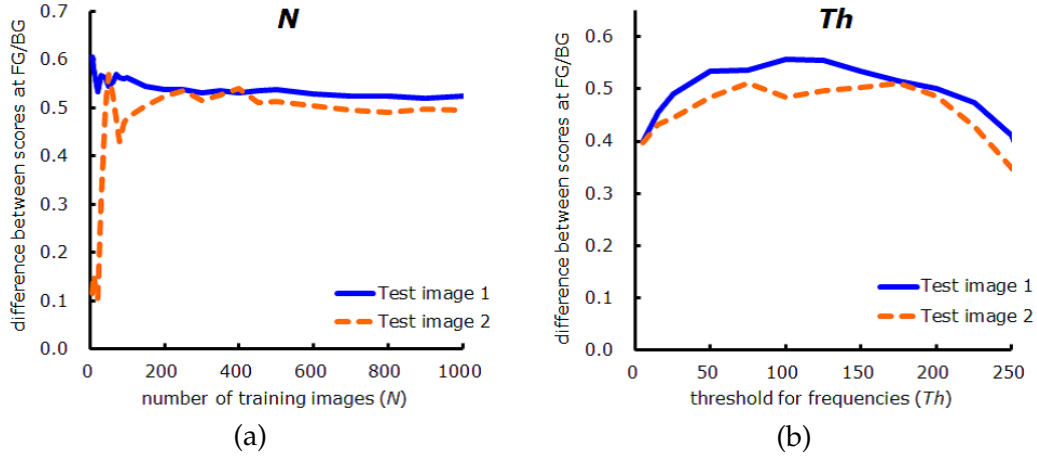 N
difference between scores at FG/BG
0.7
0.6
0.5
0.4
0.3
0.2
0.1
0.0
Test image 1
Test image 2
0 200 400 600 800 1000
number of training images (N)
(a)
Th
difference between scores at FG/BG
0.6
0.5
0.4
0.3
0.2
0.1
0.0
Test image 1
Test image 2
0 50 100 150 200 250
threshold for frequencies (Th)
(b)